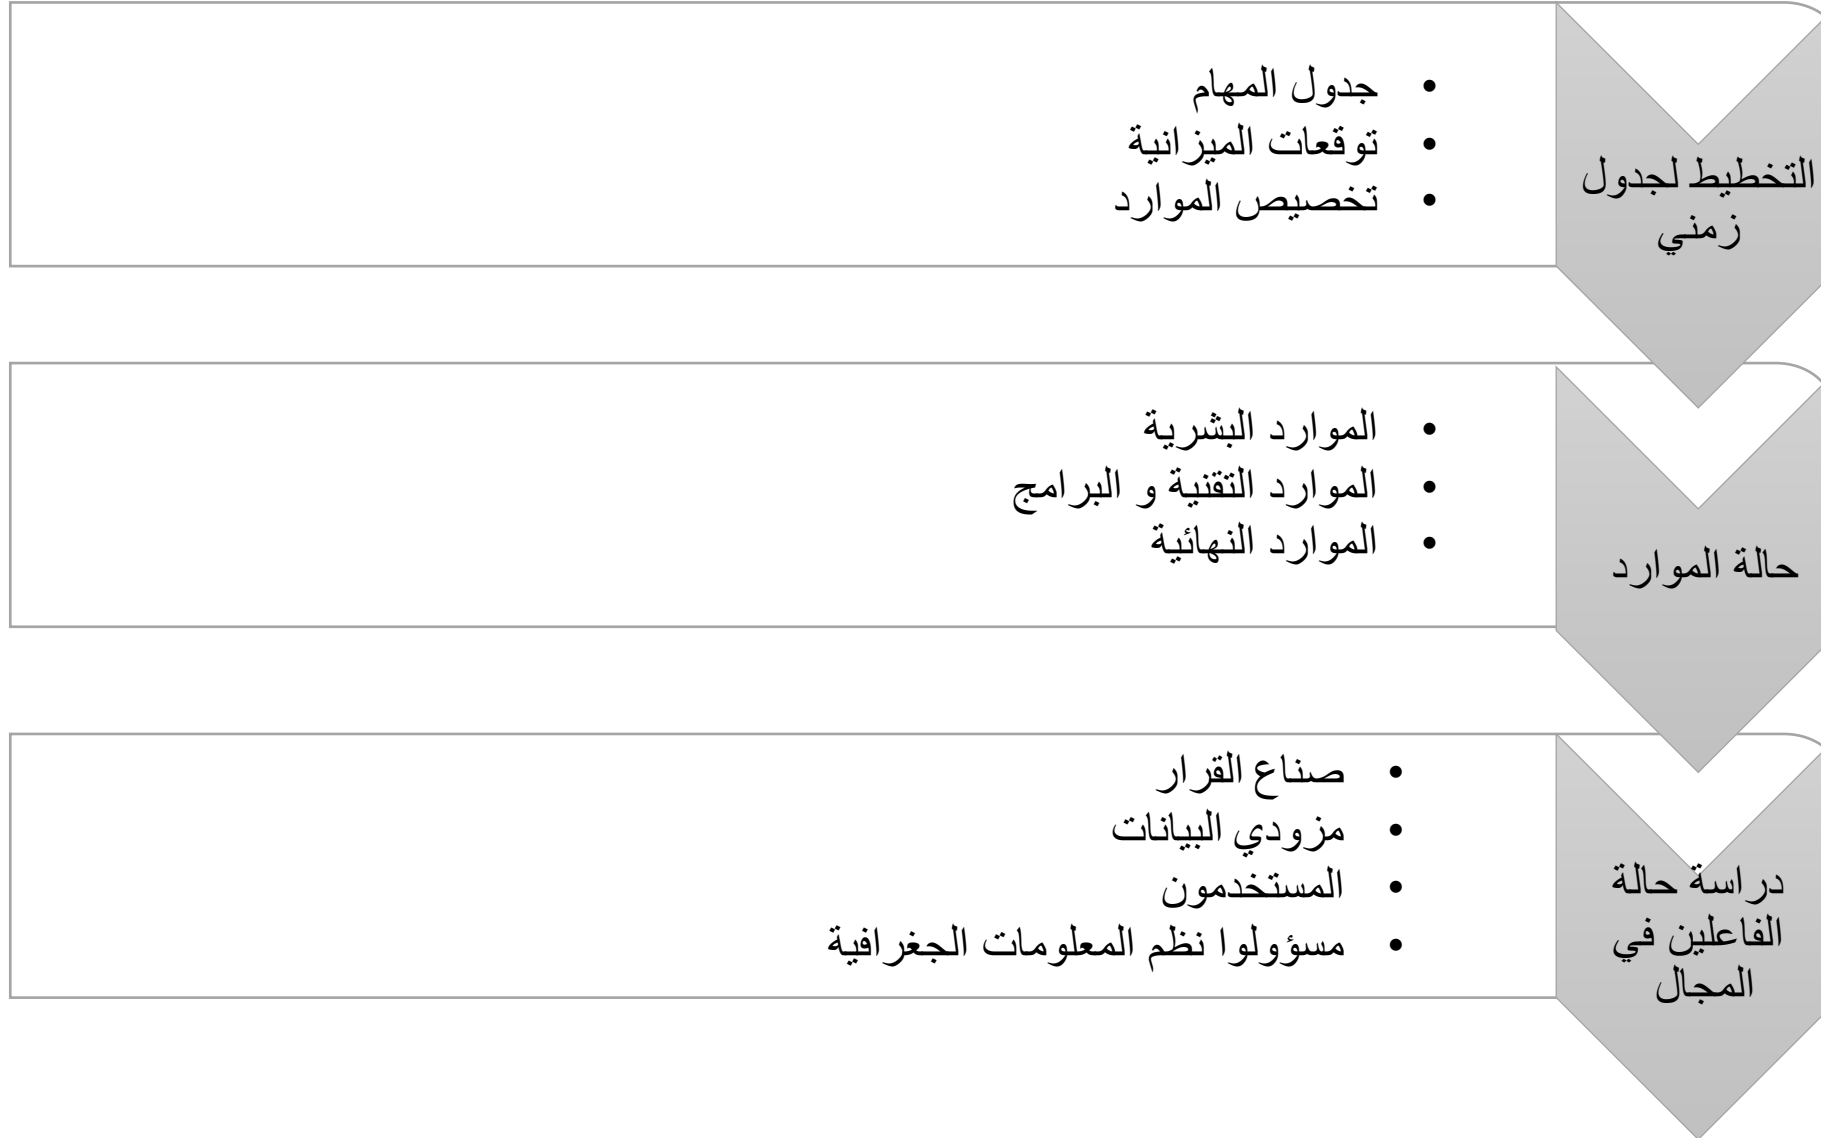 التخطيط لجدول
زمني
• جدول المهام
• توقعات الميزانية
• تخصيص الموارد
حالة الموارد
• الموارد البشرية
• الموارد التقنية و البرامج
• الموارد النهائية
دراسة حالة
الفاعلين في
المجال
• صناع القرار
• مزودي البيانات
• المستخدمون
• مسؤولوا نظم المعلومات الجغرافية